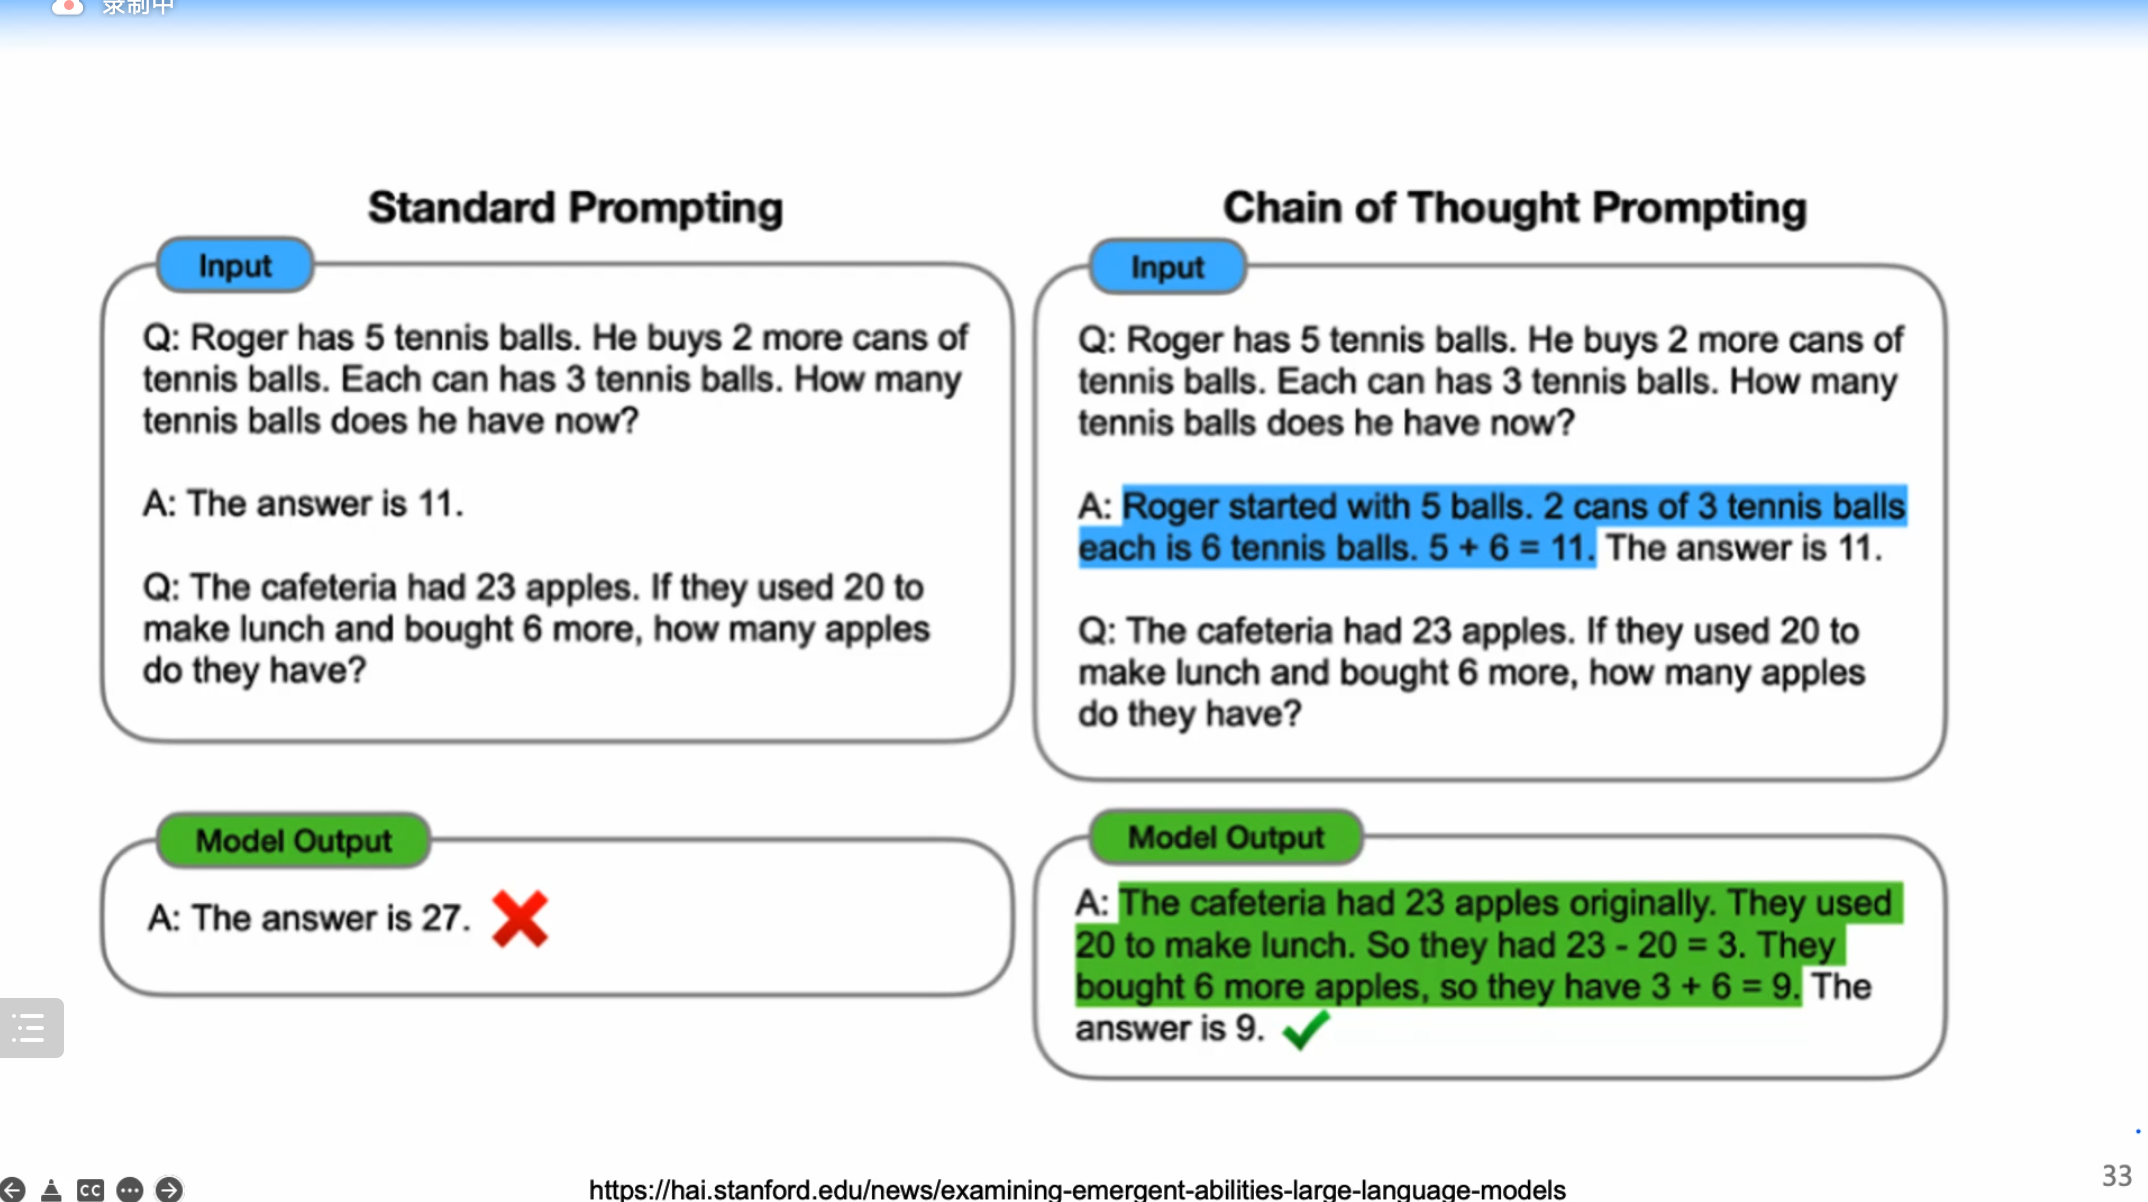 录制中
Standard Prompting
Input
Q: Roger has 5 tennis balls. He buys 2 more cans of
tennis balls. Each can has 3 tennis balls. How many
tennis balls does he have now?
A: The answer is 11.
Q: The cafeteria had 23 apples. If they used 20 to
make lunch and bought 6 more, how many apples
do they have?
Model Output
A: The answer is 27.
Chain of Thought Prompting
Input
Q: Roger has 5 tennis balls. He buys 2 more cans of
tennis balls. Each can has 3 tennis balls. How many
tennis balls does he have now?
A: Roger started with 5 balls. 2 cans of 3 tennis balls
each is 6 tennis balls. 5 + 6 = 11. The answer is 11.
Q: The cafeteria had 23 apples. If they used 20 to
make lunch and bought 6 more, how many apples
do they have?
Model Output
A: The cafeteria had 23 apples originally. They used
20 to make lunch. So they had 23 - 20 = 3. They
bought 6 more apples, so they have 3 + 6 = 9. The
answer is 9.
CC
https://hai.stanford.edu/news/examining-emergent-abilities-large-language-models
33